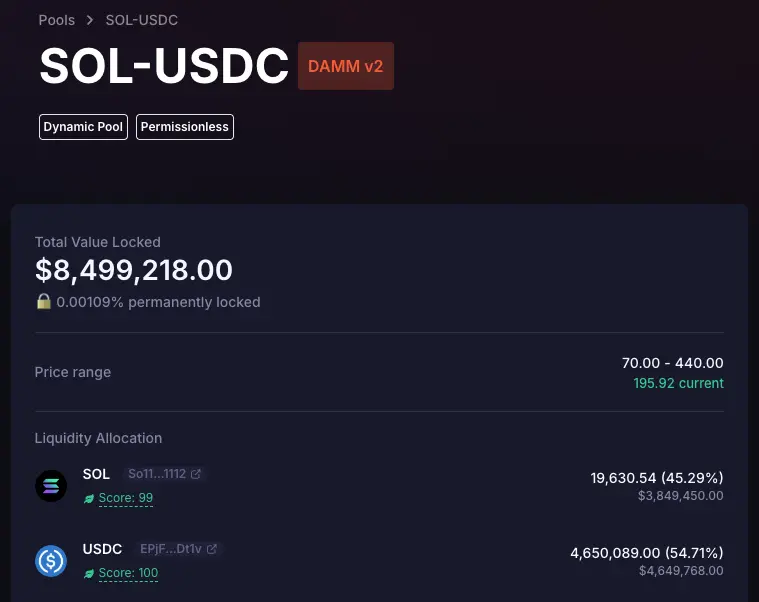 Pools > SOL-USDC
SOL-USDC DAMM v2
Dynamic Pool Permissionless
Total Value Locked
$8,499,218.00
🔒 0.00109% permanently locked
Price range 70.00 - 440.00
195.92 current
Liquidity Allocation
SOL So11...1112 19,630.54 (45.29%)
Score: 99 $3,849,450.00
USDC EPjF...Dt1v 4,650,089.00 (54.71%)
Score: 100 $4,649,768.00